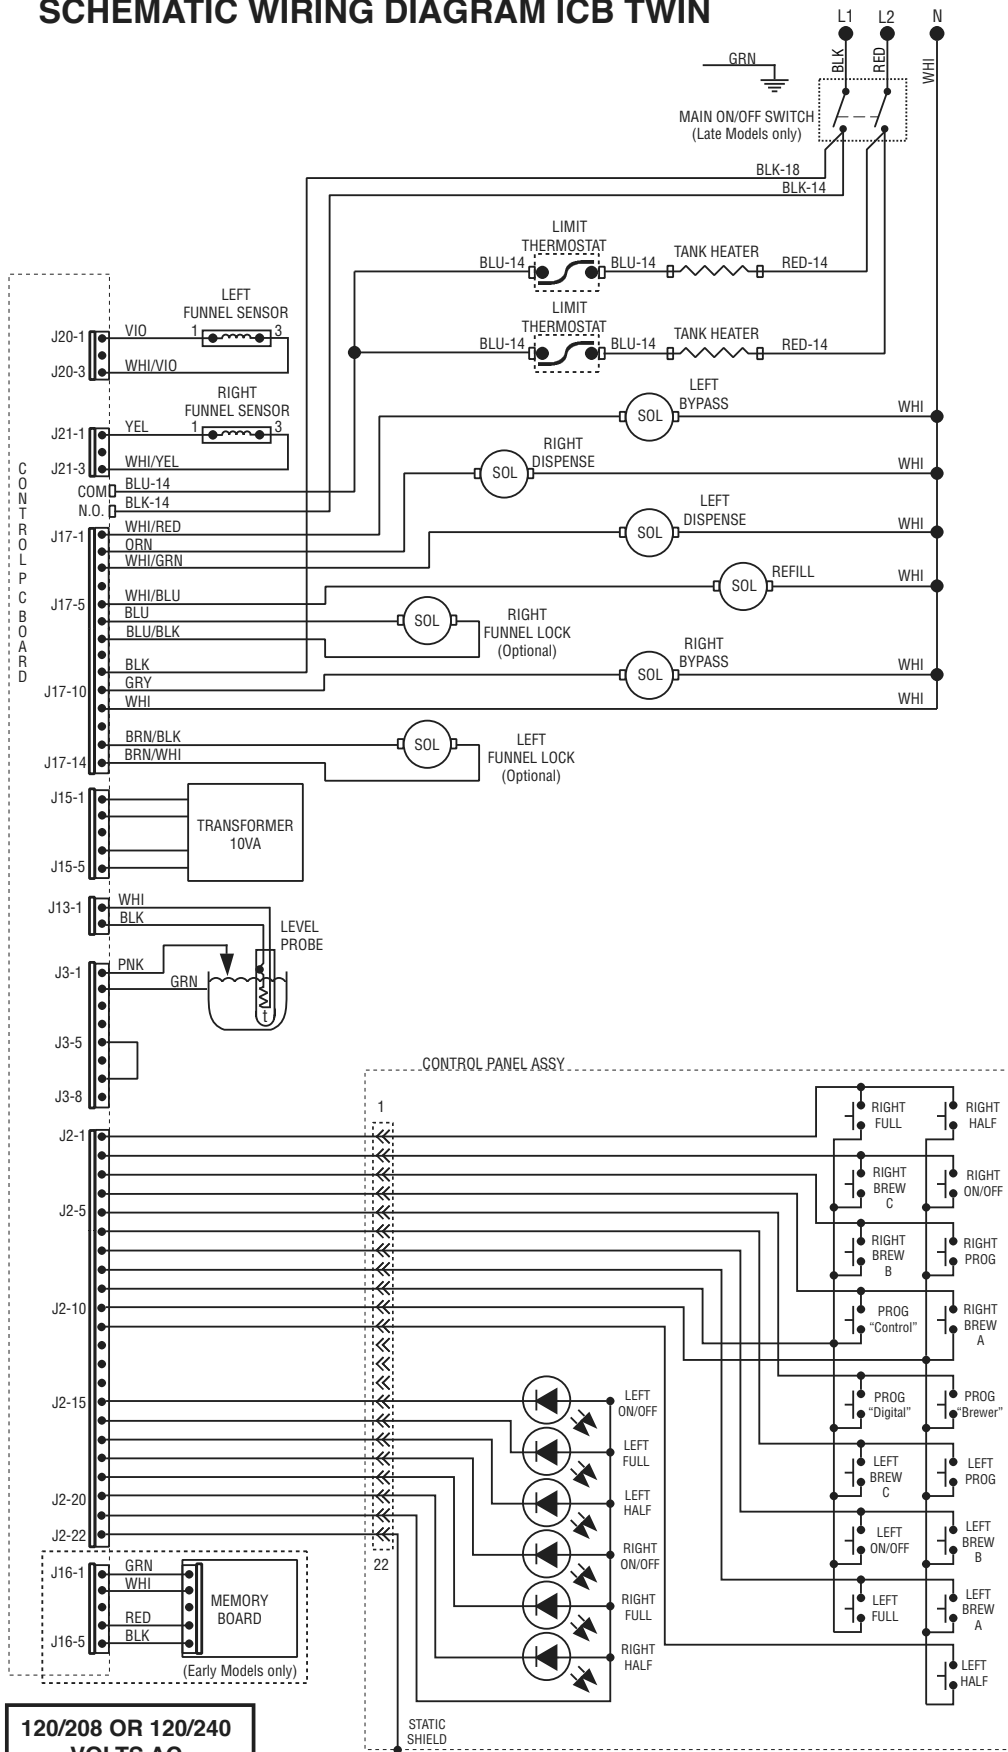 SCHEMATIC WIRING DIAGRAM ICB TWIN
L1
L2
N
BLK
RED
WHI
GRN
MAIN ON/OFF SWITCH
(Late Models only)
BLK-18
BLK-14
LIMIT
THERMOSTAT
TANK HEATER
BLU-14
BLU-14
RED-14
LIMIT
THERMOSTAT
TANK HEATER
BLU-14
BLU-14
RED-14
LEFT
FUNNEL SENSOR
J20-1
VIO
1
3
J20-3
WHI/VIO
RIGHT
FUNNEL SENSOR
J21-1
YEL
1
3
J21-3
WHI/YEL
COM
BLU-14
N.O.
BLK-14
CONTROL PC BOARD
LEFT
BYPASS
SOL
WHI
RIGHT
DISPENSE
SOL
WHI
LEFT
DISPENSE
SOL
WHI
REFILL
SOL
WHI
J17-1
WHI/RED
ORN
WHI/GRN
J17-5
WHI/BLU
BLU
BLU/BLK
SOL
RIGHT
FUNNEL LOCK
(Optional)
BLK
J17-10
GRY
WHI
RIGHT
BYPASS
SOL
WHI
WHI
BRN/BLK
J17-14
BRN/WHI
SOL
LEFT
FUNNEL LOCK
(Optional)
J15-1
J15-5
TRANSFORMER
10VA
J13-1
WHI
BLK
LEVEL
PROBE
J3-1
PNK
GRN
t
J3-5
J3-8
CONTROL PANEL ASSY
1
J2-1
J2-5
J2-10
J2-15
J2-20
J2-22
22
RIGHT
FULL
RIGHT
HALF
RIGHT
BREW
C
RIGHT
ON/OFF
RIGHT
BREW
B
RIGHT
PROG
PROG
“Control”
RIGHT
BREW
A
PROG
“Digital”
PROG
“Brewer”
LEFT
BREW
C
LEFT
PROG
LEFT
ON/OFF
LEFT
BREW
B
LEFT
FULL
LEFT
BREW
A
LEFT
HALF
LEFT
ON/OFF
LEFT
FULL
LEFT
HALF
RIGHT
ON/OFF
RIGHT
FULL
RIGHT
HALF
STATIC
SHIELD
J16-1
GRN
WHI
RED
J16-5
BLK
MEMORY
BOARD
(Early Models only)
120/208 OR 120/240
VOLTS AC